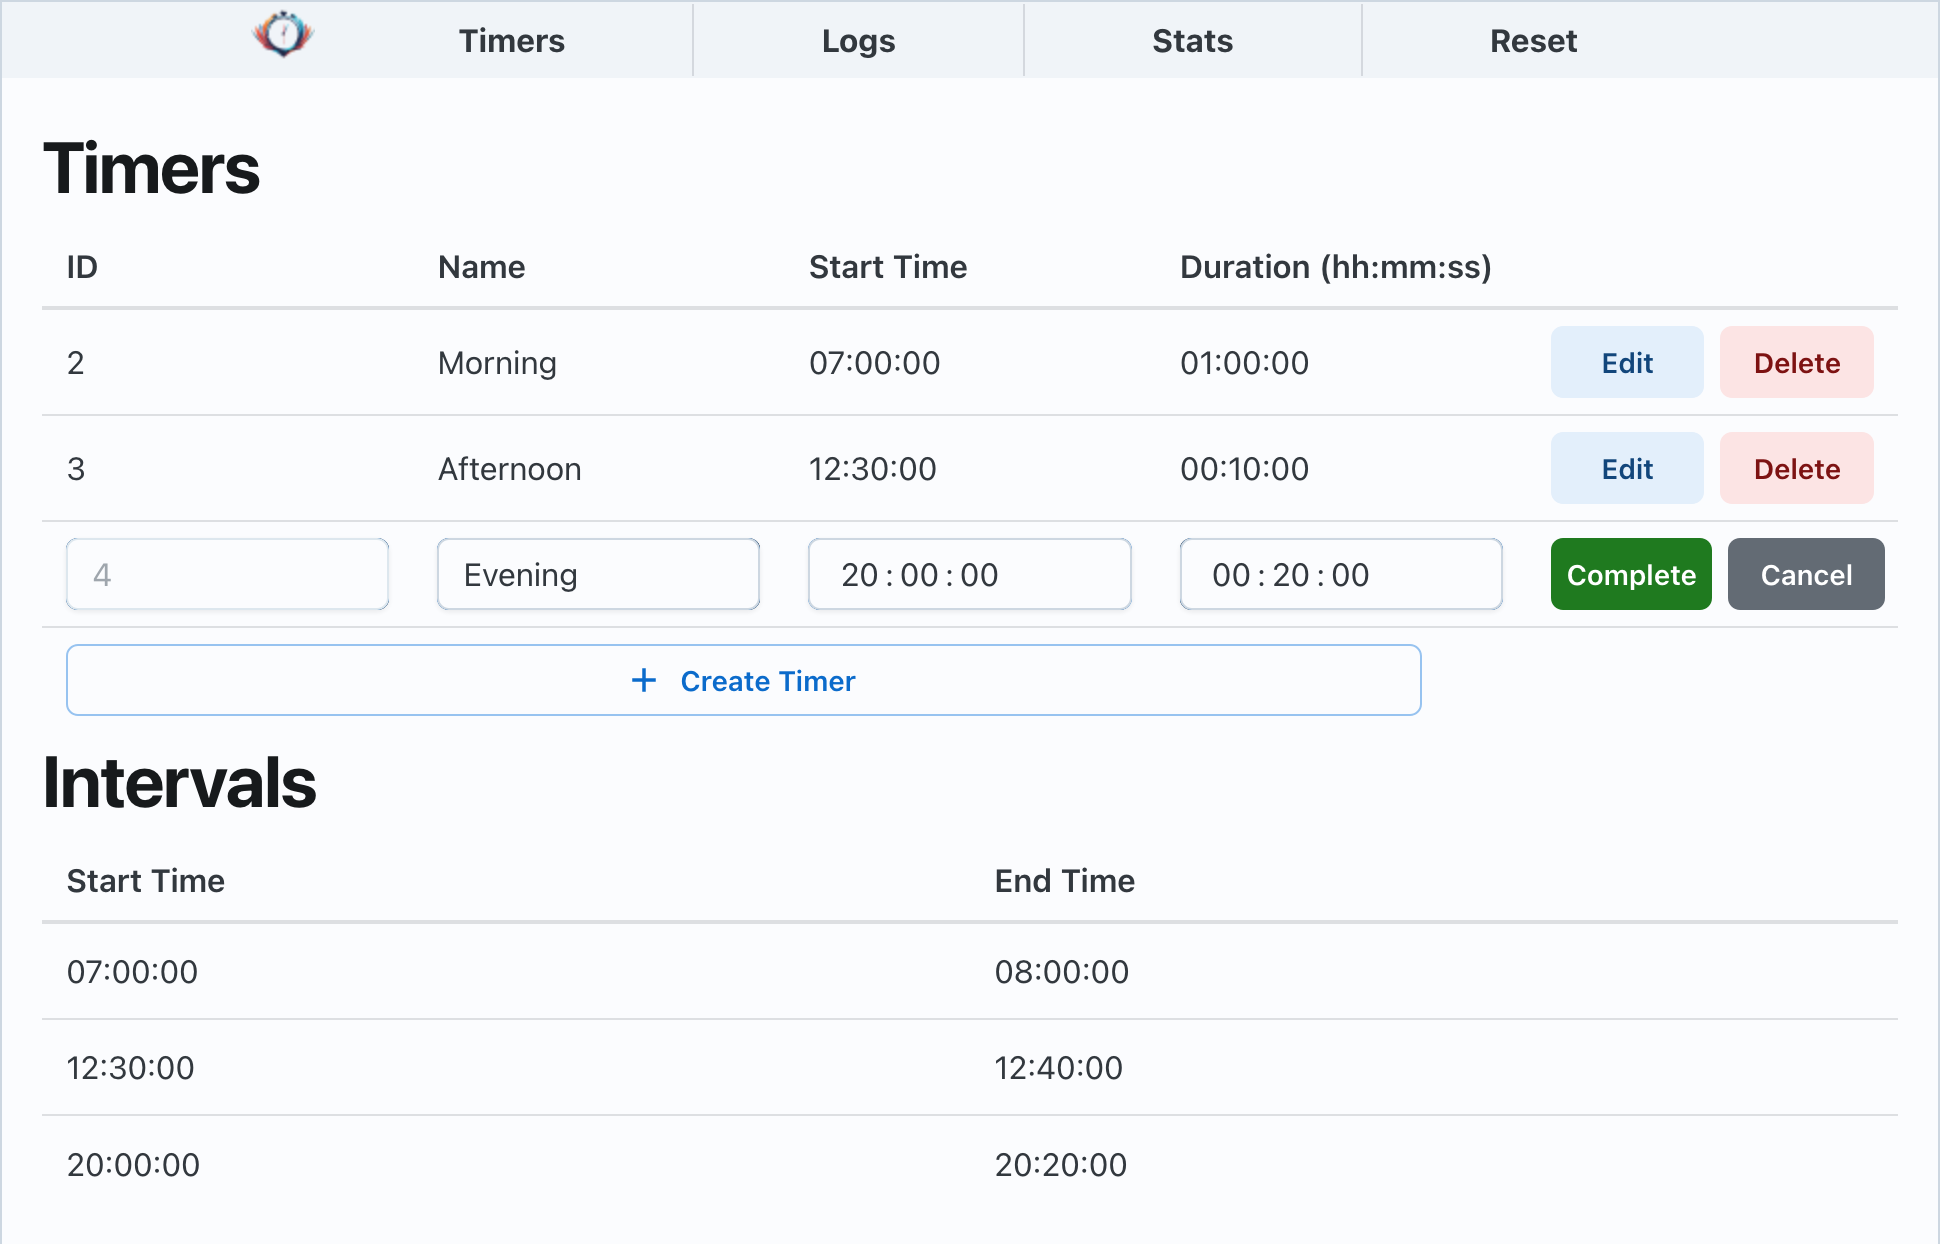 Timers Logs Stats Reset
Timers
ID Name Start Time Duration (hh:mm:ss)
2 Morning 07:00:00 01:00:00 Edit Delete
3 Afternoon 12:30:00 00:10:00 Edit Delete
4 Evening 20:00:00 00:20:00 Complete Cancel
+ Create Timer
Intervals
Start Time End Time
07:00:00 08:00:00
12:30:00 12:40:00
20:00:00 20:20:00